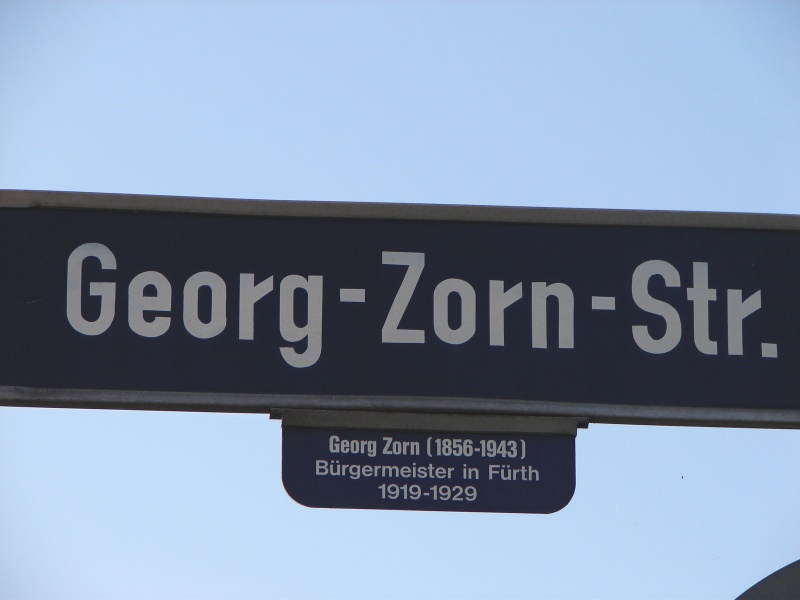 Georg-Zorn-Str.
Georg Zorn (1856-1943)
Bürgermeister in Fürth
1919-1929